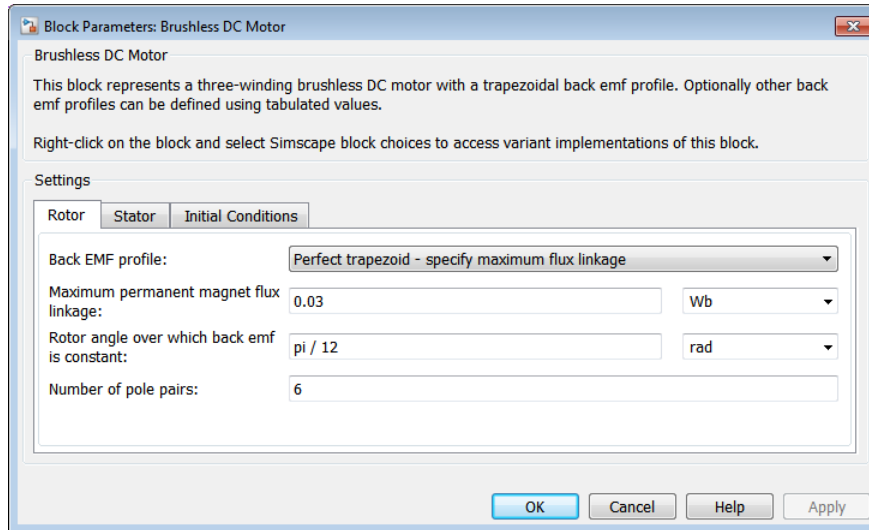 Block Parameters: Brushless DC Motor
Brushless DC Motor
This block represents a three-winding brushless DC motor with a trapezoidal back emf profile. Optionally other back
emf profiles can be defined using tabulated values.
Right-click on the block and select Simscape block choices to access variant implementations of this block.
Settings
Rotor Stator Initial Conditions
Back EMF profile: Perfect trapezoid - specify maximum flux linkage
Maximum permanent magnet flux
linkage: 0.03 Wb
Rotor angle over which back emf
is constant: pi / 12 rad
Number of pole pairs: 6
OK Cancel Help Apply